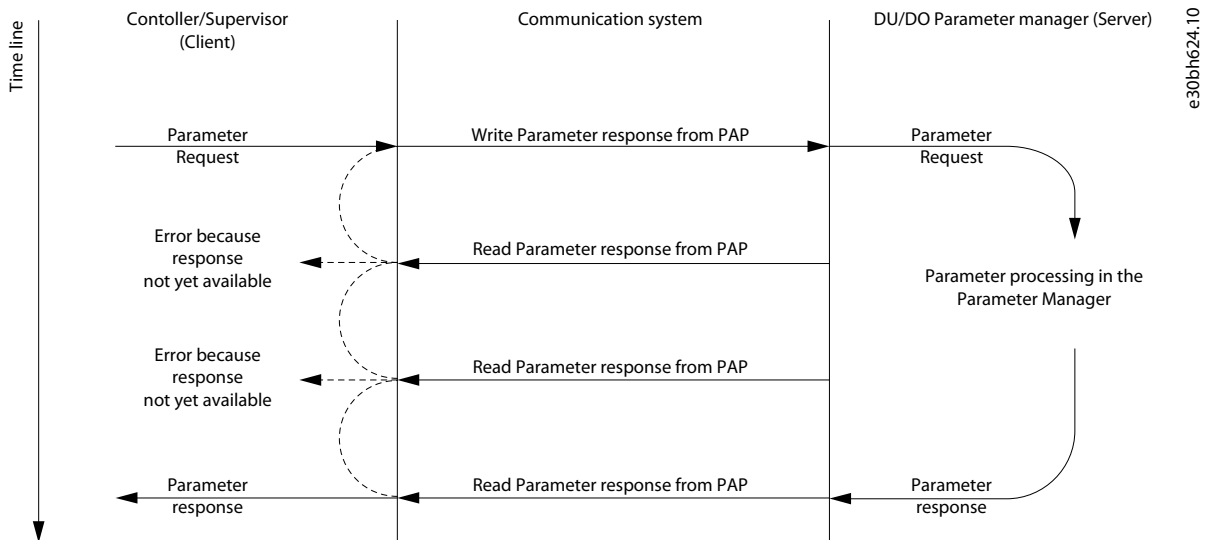 Time line
Contoller/Supervisor
(Client)
Communication system
DU/DO Parameter manager (Server)
e30bh624.10
Parameter
Request
Write Parameter response from PAP
Parameter
Request
Error because
response
not yet available
Read Parameter response from PAP
Parameter processing in the
Parameter Manager
Error because
response
not yet available
Read Parameter response from PAP
Parameter
response
Read Parameter response from PAP
Parameter
response